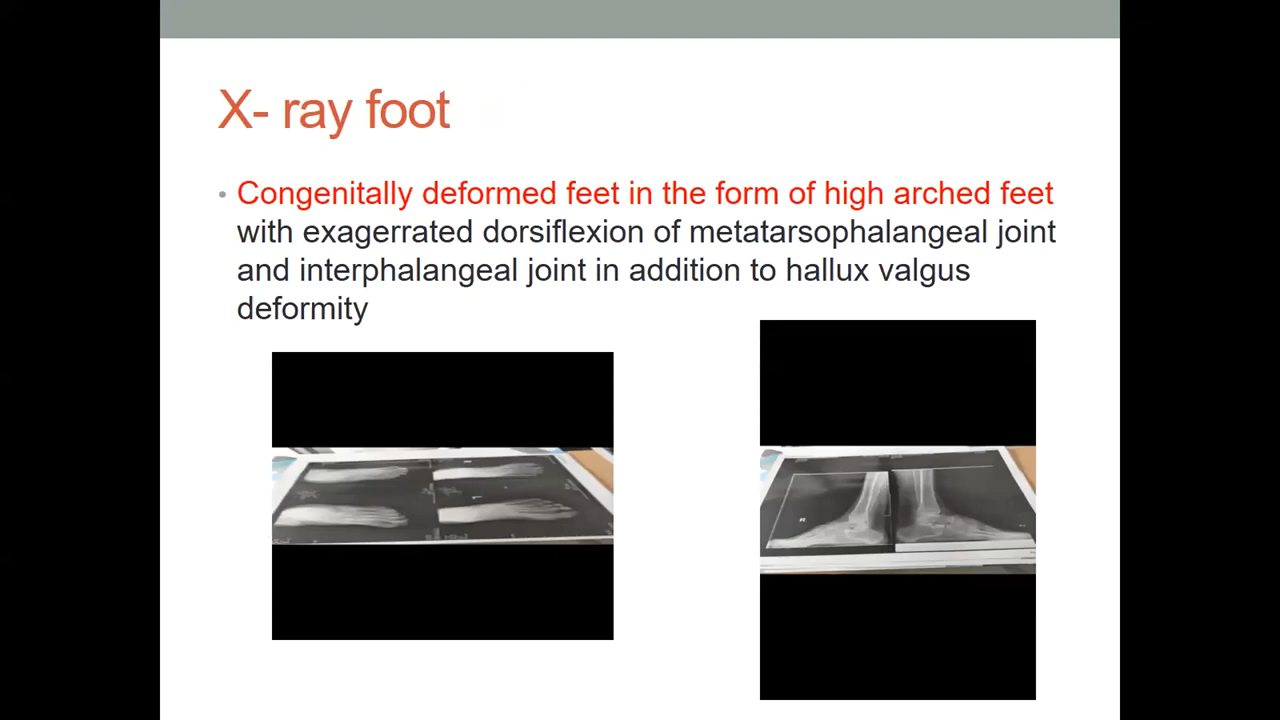 X- ray foot
• Congenitally deformed feet in the form of high arched feet
with exagerrated dorsiflexion of metatarsophalangeal joint
and interphalangeal joint in addition to hallux valgus
deformity
R